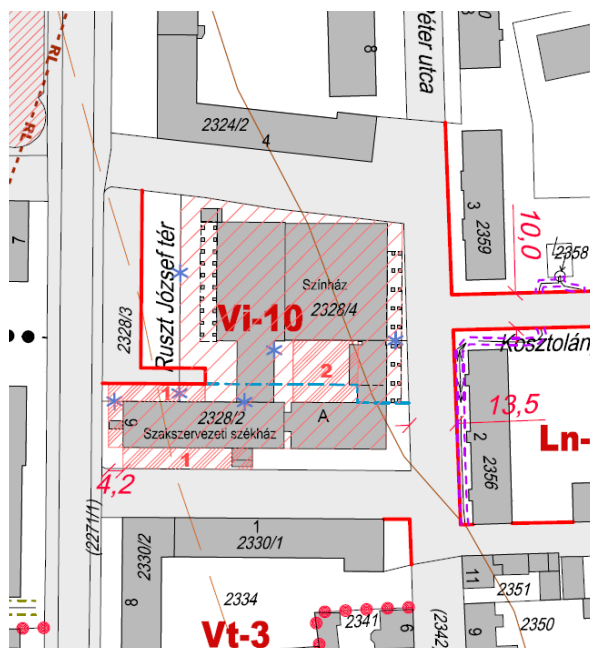 RL
RL
Péter utca
8
2324/2
4
3
2359
10,0
2358
7
2328/3
Ruszt József tér
Színház
2328/4
Vi-10
Kosztolán
2
1
2328/2
6
Szakszervezeti székház
A
13,5
2
2356
Ln-
1
4,2
(2271/1)
1
2330/1
2330/2
8
2334
Vt-3
2341
6
(2342,
11
2351
9
2350